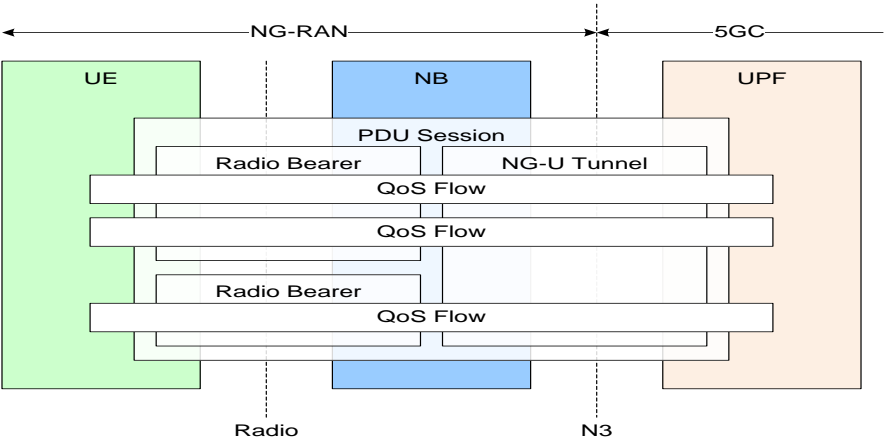 NG-RAN
5GC
UE
NB
UPF
PDU Session
Radio Bearer
NG-U Tunnel
QoS Flow
QoS Flow
Radio Bearer
QoS Flow
Radio
N3